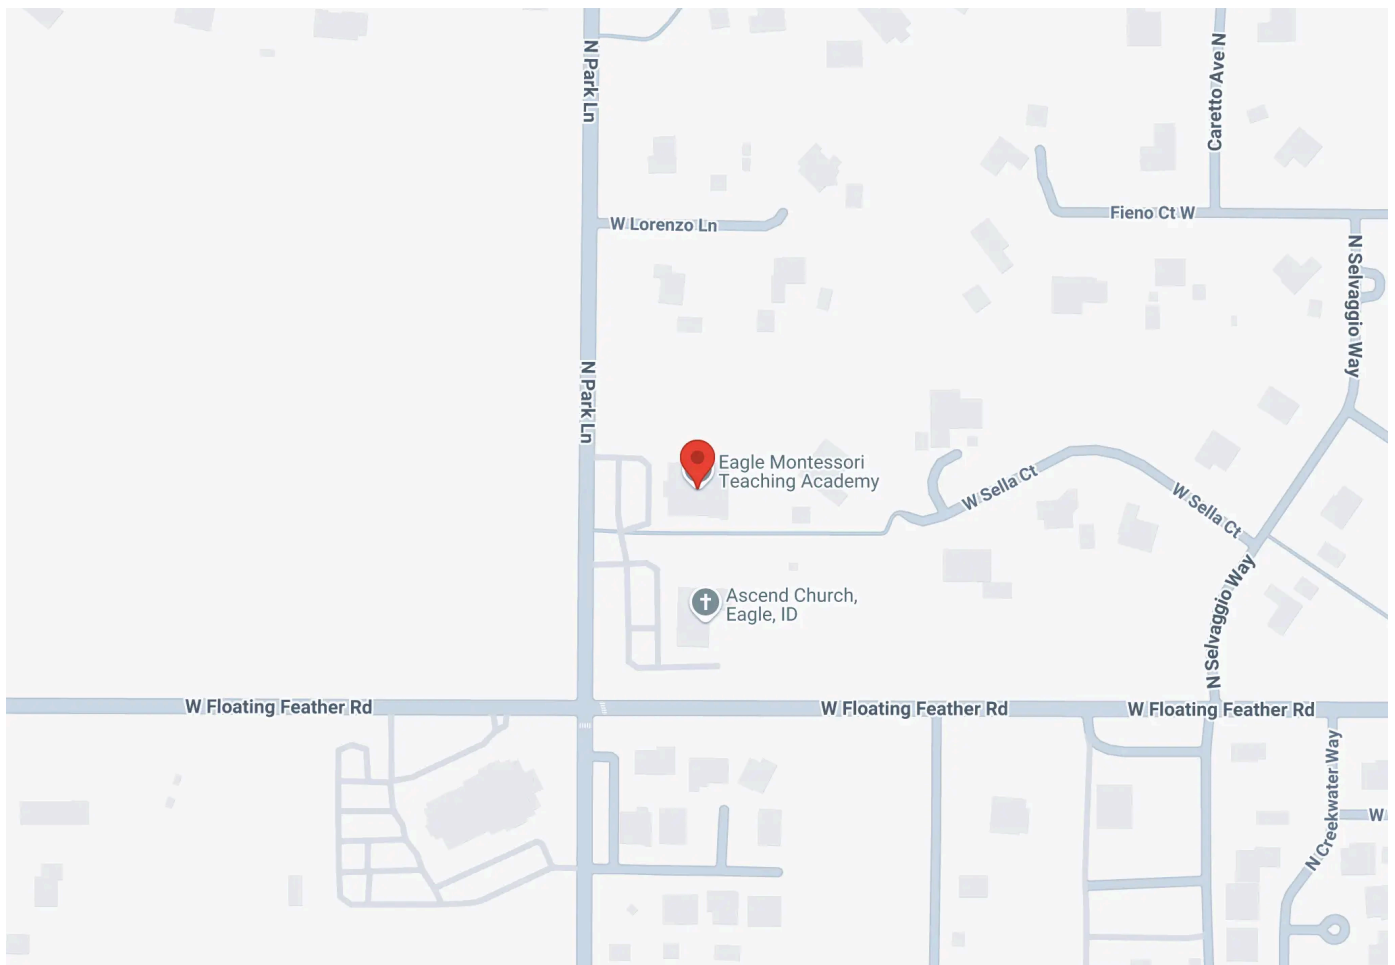 N Park Ln
Caretto Ave N
W Lorenzo Ln
Fieno Ct W
N Selvaggio Way
N Park Ln
Eagle Montessori
Teaching Academy
W Sella Ct
W Sella Ct
Ascend Church,
Eagle, ID
N Selvaggio Way
W Floating Feather Rd
W Floating Feather Rd
W Floating Feather Rd
N Creekwater Way
W